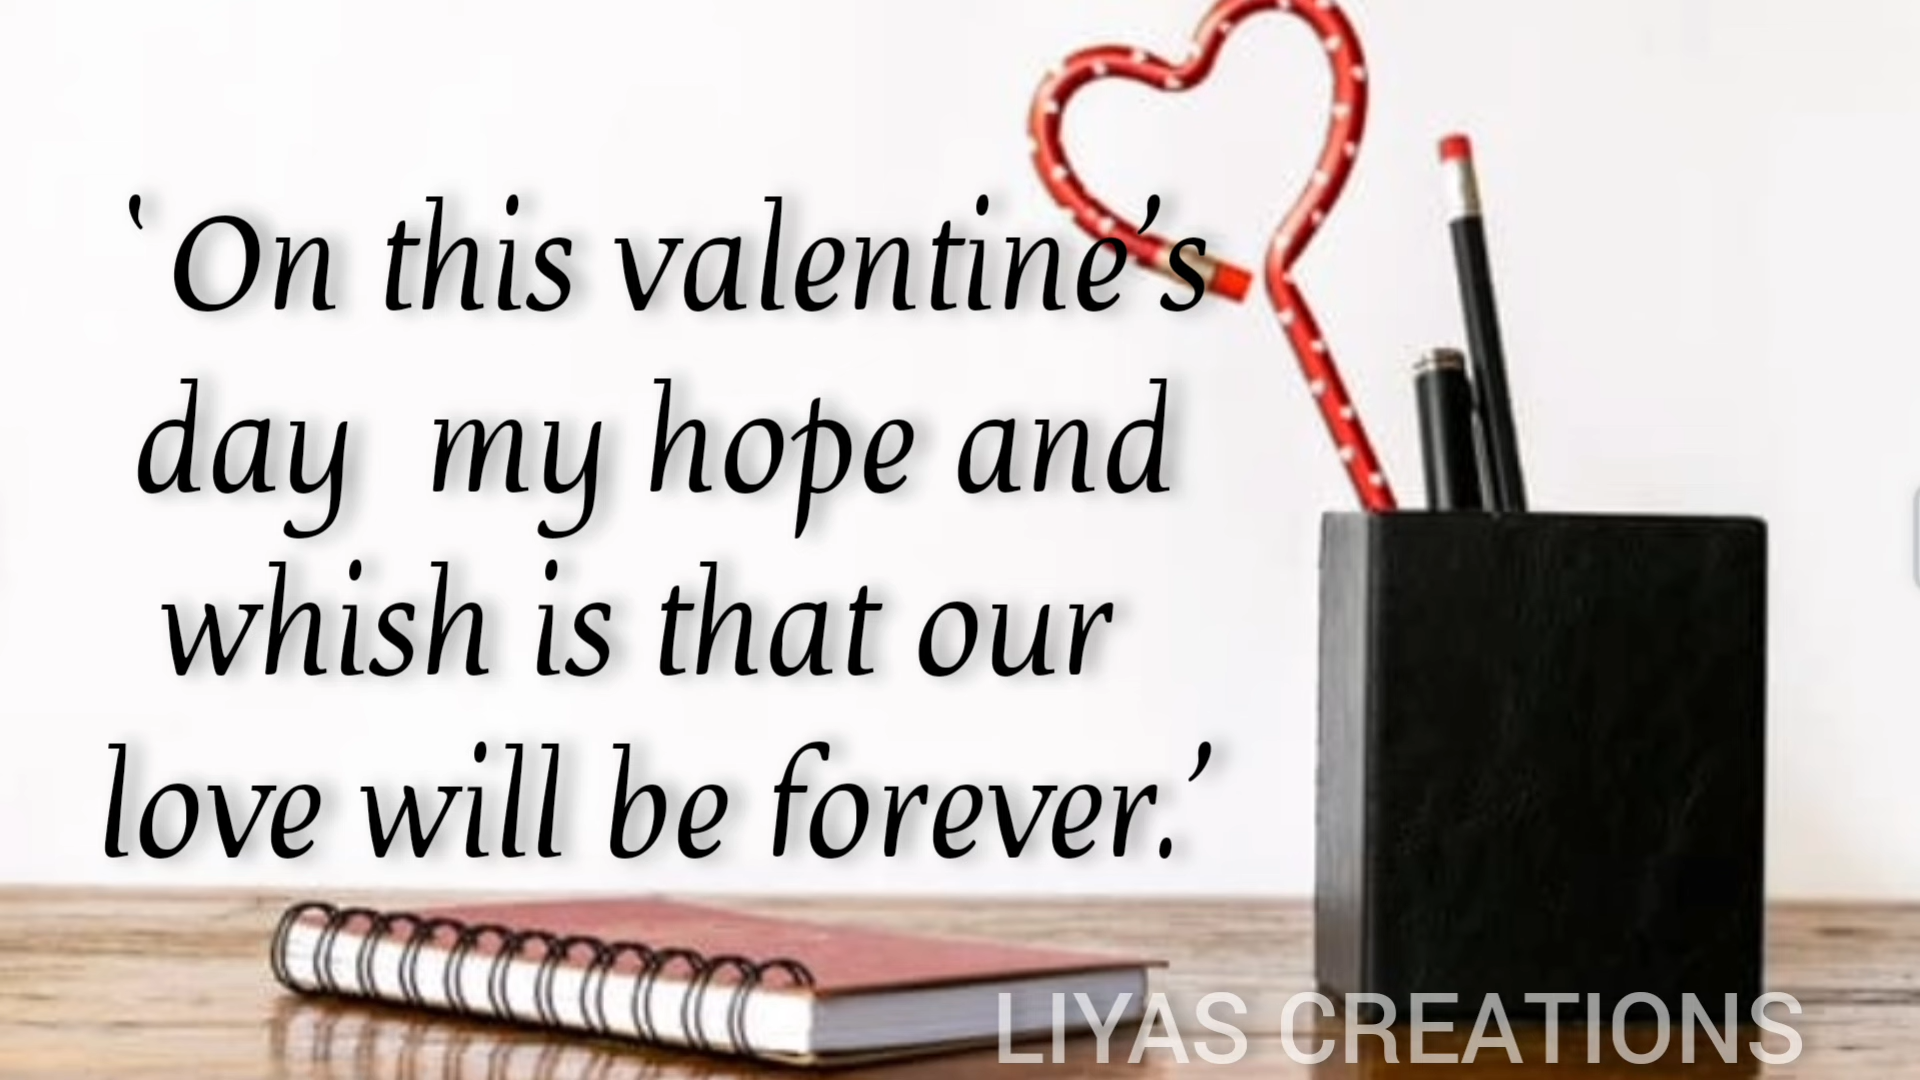 ‘On this valentine’s
day  my hope and
whish is that our
love will be forever.’
LIYAS CREATIONS